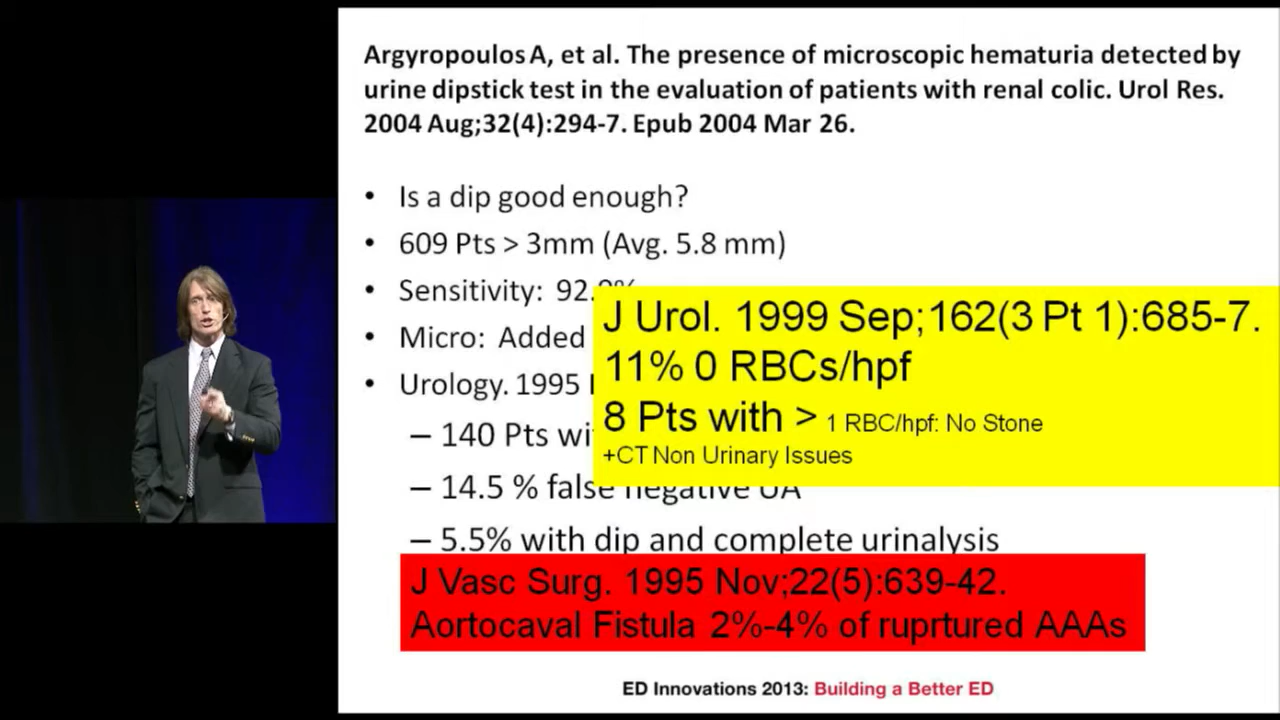 Argyropoulos A, et al. The presence of microscopic hematuria detected by
urine dipstick test in the evaluation of patients with renal colic. Urol Res.
2004 Aug;32(4):294-7. Epub 2004 Mar 26.
• Is a dip good enough?
• 609 Pts > 3mm (Avg. 5.8 mm)
• Sensitivity: 92.
• Micro: Added
• Urology. 1995
– 140 Pts
– 14.5 % false negative UA
– 5.5% with dip and complete urinalysis
J Urol. 1999 Sep;162(3 Pt 1):685-7.
11% 0 RBCs/hpf
8 Pts with > 1 RBC/hpf: No Stone
+CT Non Urinary Issues
J Vasc Surg. 1995 Nov;22(5):639-42.
Aortocaval Fistula 2%-4% of ruprtured AAAs
ED Innovations 2013: Building a Better ED